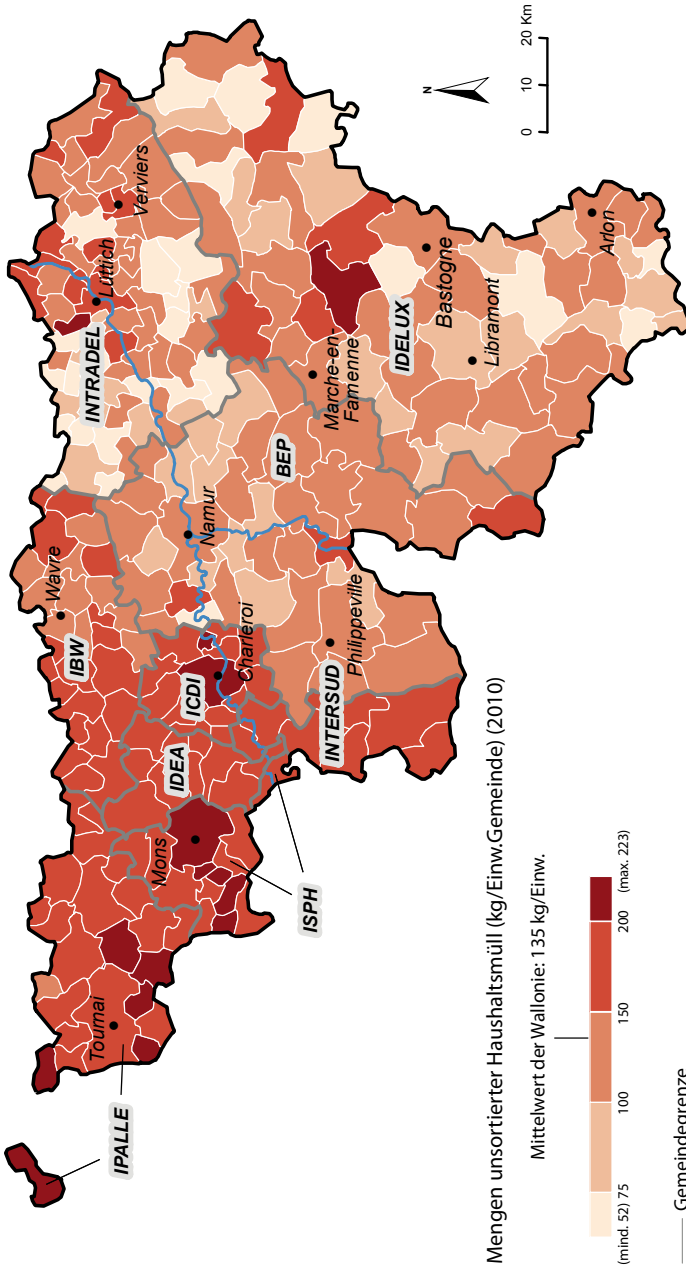 IPALLE
Tournai
ISPH
Mons
IDEA
ICDI
Charleroi
IBW
Wavre
INTERSUD
Philippeville
Namur
BEP
INTRADEL
Lüttich
Verviers
Marche-en-
Famenne
IDELUX
Bastogne
Libramont
Arlon
N
0 10 20 Km
Mengen unsortierter Haushaltsmüll (kg/Einw.Gemeinde) (2010)
Mittelwert der Wallonie: 135 kg/Einw.
(mind. 52) 75 100 150 200 (max. 223)
Gemeindegrenze